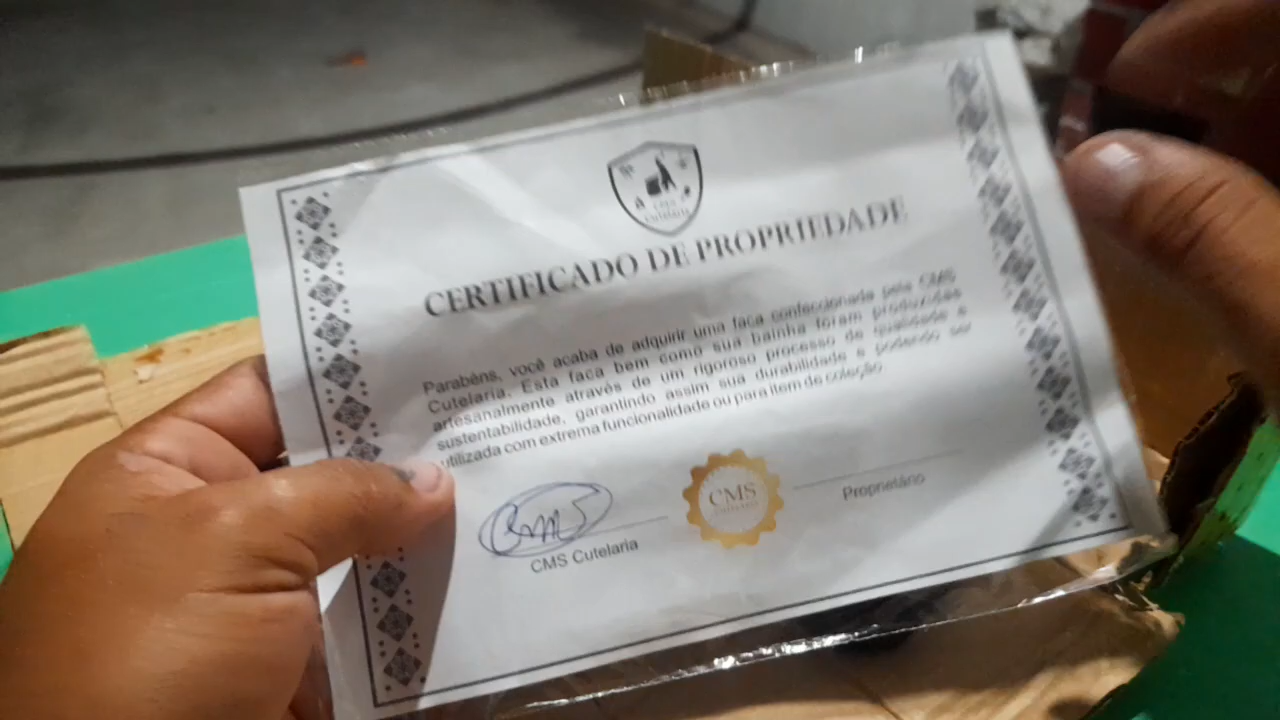 CUTELARIA
CERTIFICADO DE PROPRIEDADE
Parabéns, você acaba de adquirir uma faca confeccionada pela CMS
Cutelaria. Esta faca bem como sua bainha foram produzidas
artesanalmente através de um rigoroso processo de qualidade e
sustentabilidade, garantindo assim sua durabilidade e podendo ser
utilizada com extrema funcionalidade ou para item de coleção
CMS
CMS Cutelaria
Proprietário